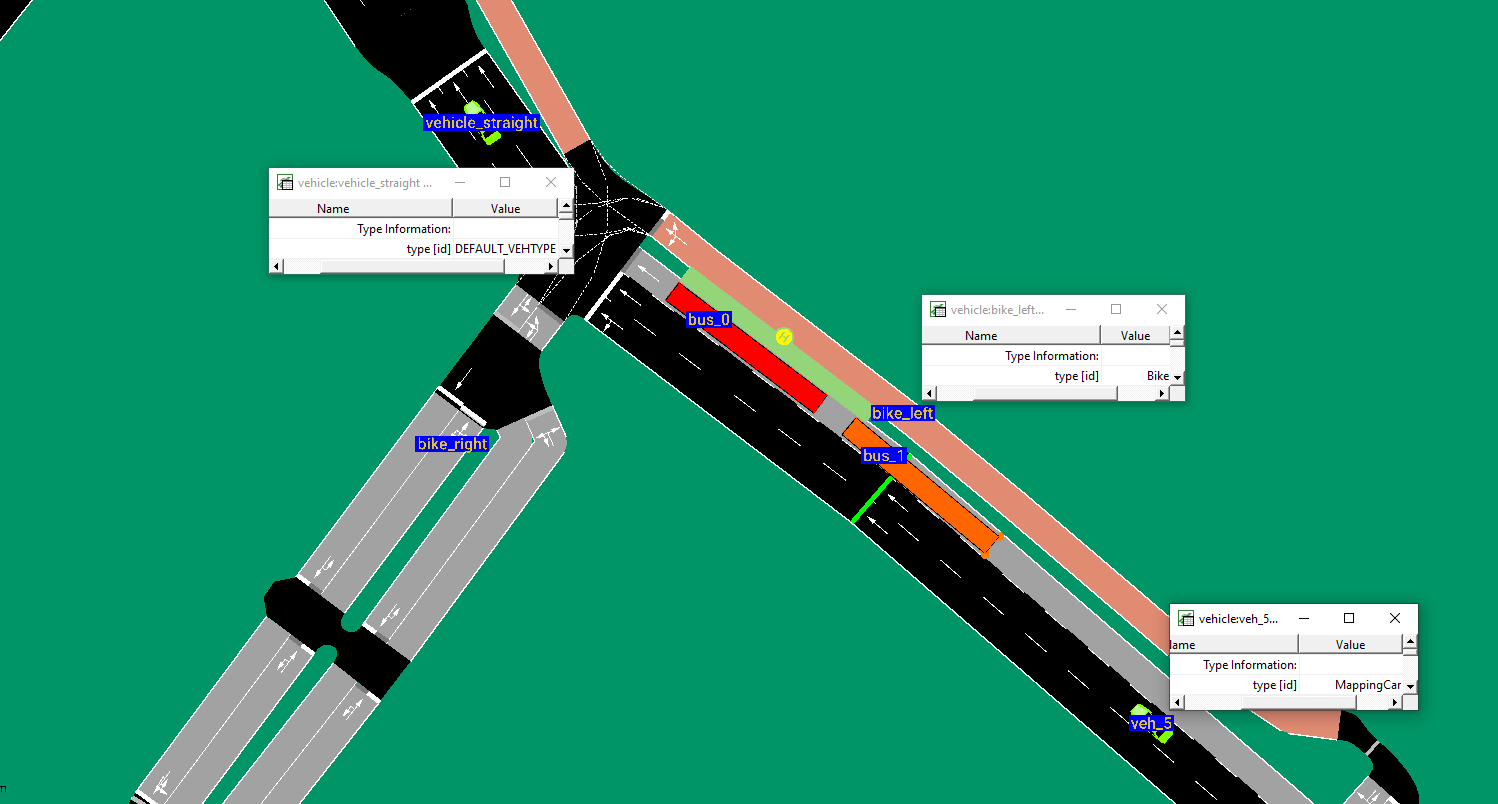 vehicle_straight
vehicle:vehicle_straight ...
Name Value
Type Information:
type [id] DEFAULT_VEHTYPE
bus_0
vehicle:bike_left...
Name Value
Type Information:
type [id] Bike
bike_left
bike_right
bus_1
vehicle:veh_5...
lame Value
Type Information:
type [id] MappingCar
veh_5
m